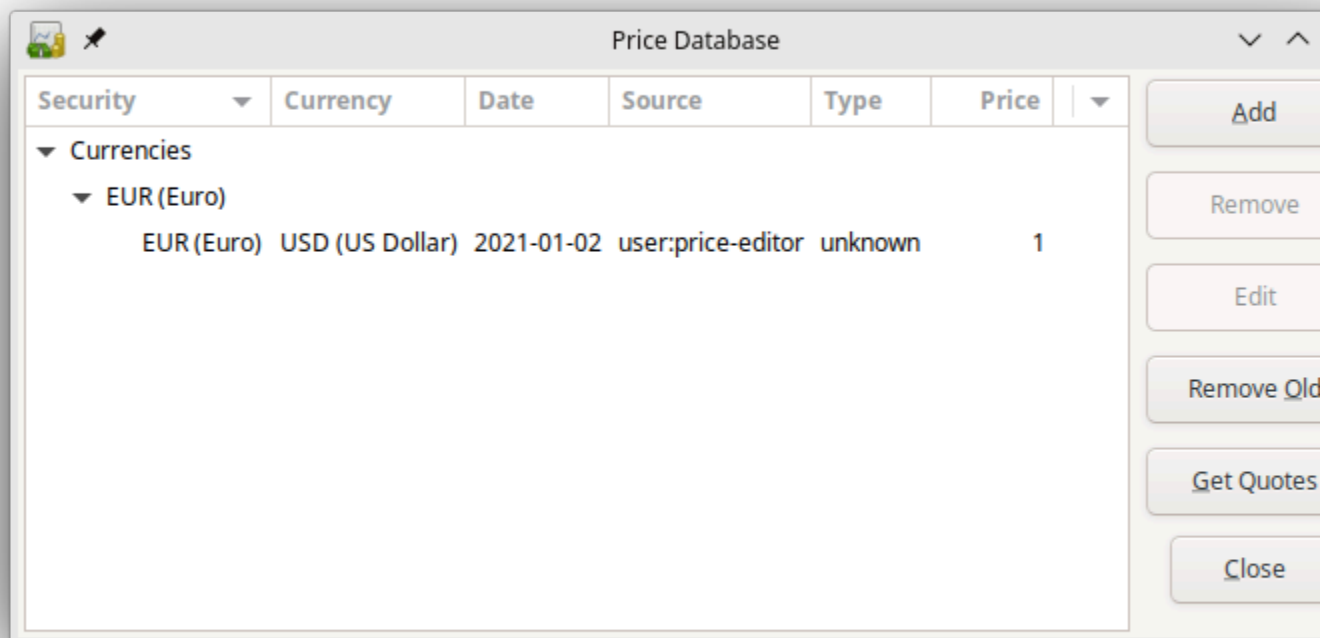 Price Database
Security Currency Date Source Type Price
Add
Currencies
EUR (Euro)
Remove
EUR (Euro) USD (US Dollar) 2021-01-02 user:price-editor unknown 1
Edit
Remove Old
Get Quotes
Close